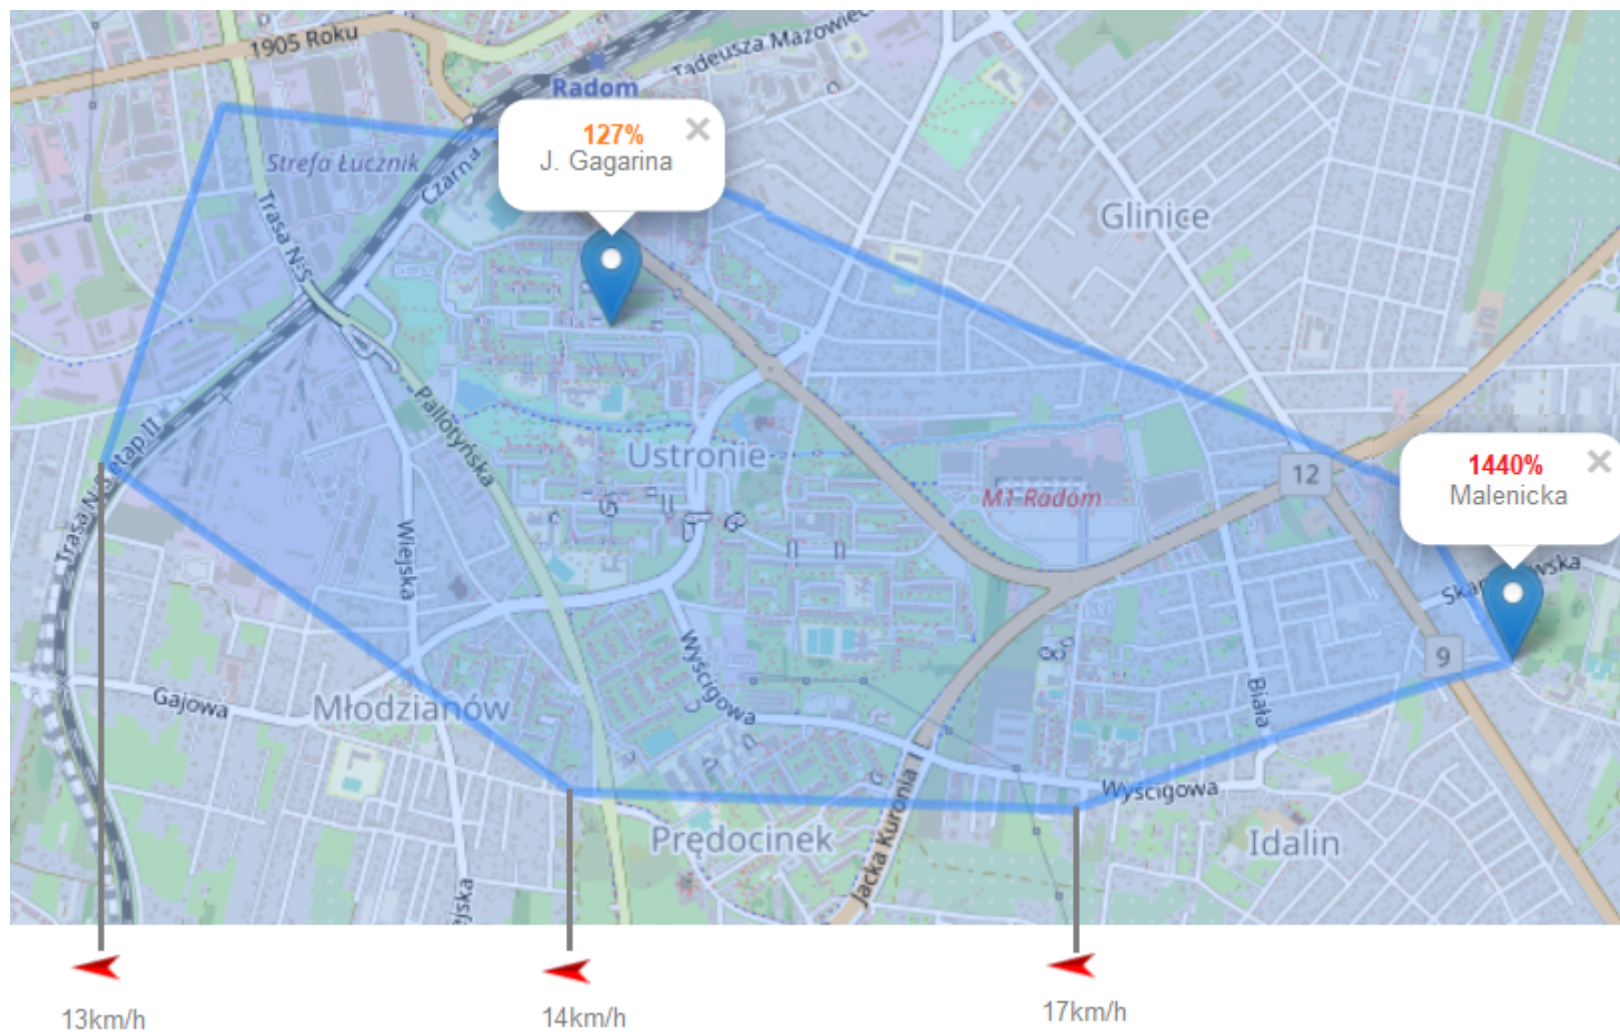 1905 Roku
Tadeusza Mazowiec
Radom
127%
J. Gagarina
Strefa Łucznik
Czarna
Glinice
Trasa N-S
Pallotyńska
Ustronie
12
1440%
Malenicka
M1 Radom
Trasa N-S etap II
Wiejska
Wyścigowa
9
Biała
Gajowa
Młodzianów
Wyścigowa
Prędocinek
Jacka Kuronia
Idalin
ejska
13km/h
14km/h
17km/h